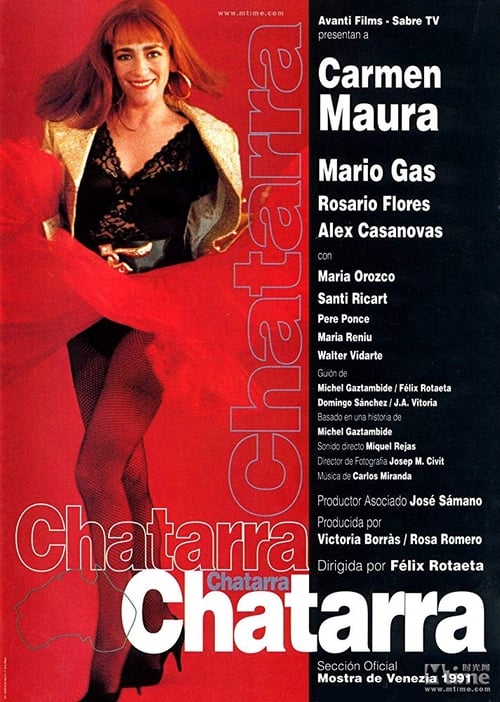 www.mtime.com
Avanti Films - Sabre TV
presentan a
Carmen
Maura
Mario Gas
Rosario Flores
Alex Casanovas
con
Maria Orozco
Santi Ricart
Pere Ponce
Maria Reniu
Walter Vidarte
Guión de
Michel Gaztambide / Félix Rotaeta
Domingo Sánchez / J.A. Vitoria
Basado en una historia de
Michel Gaztambide
Sonido directo Miquel Rejas
Director de Fotografía Josep M. Civit
Música de Carlos Miranda
Productor Asociado José Sámano
Producida por
Victoria Borràs / Rosa Romero
Dirigida por Félix Rotaeta
Chatarra
Chatarra
Chatarra
Chatarra
Sección Oficial
Mostra de Venezia 1991
Mtime 时光网
www.mtime.com